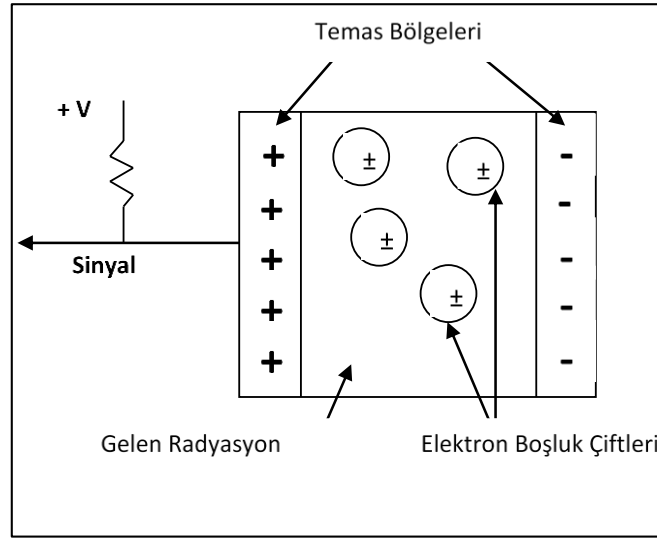 Temas Bölgeleri
+ V
+ ± ± -
+ -
±
Sinyal
+ -
±
+ -
+ -
Gelen Radyasyon
Elektron Boşluk Çiftleri